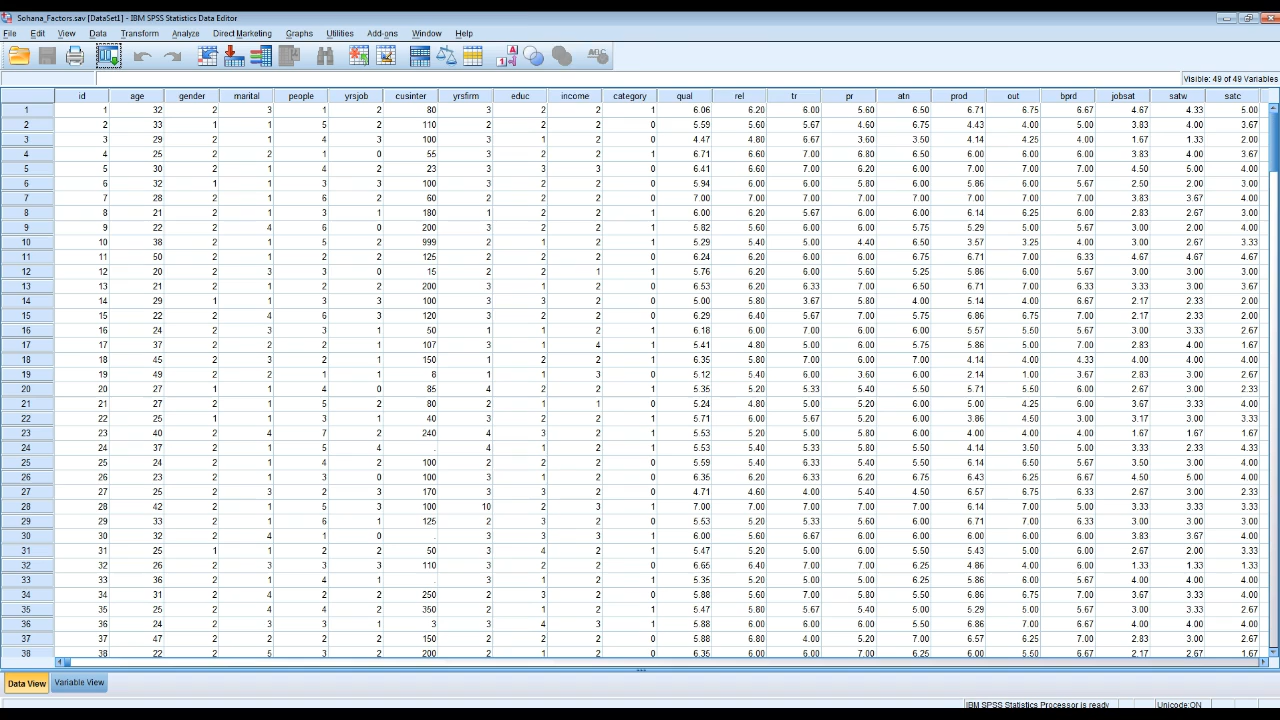 Sohana_Factors.sav [DataSet1] - IBM SPSS Statistics Data Editor
File Edit View Data Transform Analyze Direct Marketing Graphs Utilities Add-ons Window Help
Visible: 49 of 49 Variables
id age gender marital people yrsjob cusinter yrsfirm educ income category qual rel tr pr atn prod out bprd jobsat satw satc
1 1 32 2 3 1 2 80 3 2 2 1 6.06 6.20 6.00 5.60 6.50 6.71 6.75 6.67 4.67 4.33 5.00
2 2 33 1 1 5 2 110 2 2 2 0 5.59 5.60 5.67 4.60 6.75 4.43 4.00 5.00 3.83 4.00 3.67
3 3 29 2 1 4 3 100 3 1 2 0 4.47 4.80 6.67 3.60 3.50 4.14 4.25 4.00 1.67 1.33 2.00
4 4 25 2 2 1 0 55 3 2 2 1 6.71 6.60 7.00 6.80 6.50 6.00 6.00 6.00 3.83 4.00 3.67
5 5 30 2 1 4 2 23 3 3 3 0 6.41 6.60 7.00 6.20 6.00 7.00 7.00 7.00 4.50 5.00 4.00
6 6 32 1 1 3 3 100 3 2 2 0 5.94 6.00 6.00 5.80 6.00 5.86 6.00 5.67 2.50 2.00 3.00
7 7 28 2 1 6 2 60 2 2 2 0 7.00 7.00 7.00 7.00 7.00 7.00 7.00 7.00 3.83 3.67 4.00
8 8 21 2 1 3 1 180 1 2 2 1 6.00 6.20 5.67 6.00 6.00 6.14 6.25 6.00 2.83 2.67 3.00
9 9 22 2 4 6 0 200 3 2 2 0 5.82 5.60 6.00 6.00 5.75 5.29 5.00 5.67 3.00 3.00 3.00
10 10 38 2 1 5 2 999 2 1 2 0 5.29 5.40 5.00 4.40 6.50 3.57 3.25 4.00 3.00 2.67 3.33
11 11 50 2 1 2 2 125 2 2 2 0 6.24 6.20 6.00 6.00 6.75 6.71 7.00 6.33 4.67 4.67 4.67
12 12 20 2 3 3 0 15 2 2 1 1 5.76 6.20 6.00 5.60 5.25 5.86 6.00 5.67 3.00 3.00 3.00
13 13 21 2 1 2 2 200 3 1 2 0 6.53 6.20 6.33 7.00 6.50 6.71 7.00 6.33 3.33 3.00 3.67
14 14 29 1 1 3 3 100 3 3 2 0 5.00 5.80 3.67 5.80 4.00 5.14 4.00 6.67 2.17 2.33 2.00
15 15 22 2 4 6 3 120 3 2 2 0 6.29 6.40 5.67 7.00 5.75 6.86 6.75 7.00 2.17 2.33 2.00
16 16 24 2 3 3 1 50 1 1 2 1 6.18 6.00 7.00 6.00 6.00 5.57 5.50 5.67 3.00 3.33 2.67
17 17 37 2 2 2 1 107 3 1 4 1 5.41 4.80 6.00 5.40 5.75 5.86 5.00 7.00 2.83 4.00 1.67
18 18 45 2 3 2 1 150 1 2 2 0 6.35 5.80 7.00 6.00 7.00 4.14 4.00 4.33 4.00 4.00 4.00
19 19 49 2 2 1 1 8 1 1 3 0 5.12 5.40 6.00 3.60 6.00 2.14 1.00 3.67 2.83 3.00 2.67
20 20 27 1 1 4 0 85 4 2 2 1 5.35 5.20 5.33 5.40 5.50 5.71 5.50 6.00 2.67 3.00 2.33
21 21 27 2 1 5 2 80 2 1 1 0 5.24 4.80 5.00 5.20 6.00 5.00 4.25 6.00 3.67 3.33 4.00
22 22 25 1 1 3 1 40 3 2 2 1 5.71 6.00 5.67 5.20 6.00 3.86 4.50 3.00 3.17 3.00 3.33
23 23 40 2 4 7 2 240 4 3 2 1 5.53 5.20 5.00 5.80 6.00 4.00 4.00 4.00 1.67 1.67 1.67
24 24 37 2 1 5 4 . 4 1 2 1 5.53 5.40 5.33 5.80 5.50 4.14 3.50 5.00 3.33 2.33 4.33
25 25 24 2 1 4 2 100 2 2 2 0 5.59 5.60 6.33 5.40 5.50 6.14 6.50 5.67 3.50 3.00 4.00
26 26 23 2 1 3 0 100 3 1 2 0 6.35 6.20 6.33 6.20 6.75 6.43 6.25 6.67 4.50 5.00 4.00
27 27 25 2 3 2 3 170 3 3 2 0 4.71 4.60 4.00 5.40 4.50 6.57 6.75 6.33 2.67 3.00 2.33
28 28 42 2 1 5 3 100 10 2 3 1 7.00 7.00 7.00 7.00 7.00 6.14 7.00 5.00 3.00 3.00 3.00
29 29 33 2 1 6 1 125 2 3 2 0 5.53 5.20 5.33 5.60 6.00 6.71 7.00 6.33 3.00 3.00 3.00
30 30 32 2 4 1 0 . 3 3 3 1 6.00 5.60 6.67 6.00 6.00 6.00 6.00 6.00 3.83 3.67 4.00
31 31 25 1 1 2 2 50 3 4 2 1 5.47 5.20 6.00 5.40 5.50 5.43 5.00 6.00 2.67 2.00 3.33
32 32 26 2 3 3 3 110 3 2 2 0 6.65 6.40 7.00 7.00 6.25 4.86 4.00 6.00 1.33 1.33 1.33
33 33 36 2 1 4 1 . 3 1 2 1 5.35 5.20 5.00 5.00 6.25 5.86 6.00 5.67 4.00 4.00 4.00
34 34 31 2 4 2 2 250 2 3 2 0 5.88 5.60 7.00 5.40 5.75 6.86 6.75 7.00 3.67 3.33 4.00
35 35 25 2 4 4 2 350 2 1 2 1 5.47 5.80 5.67 5.40 5.00 5.29 5.00 5.67 3.00 3.33 2.67
36 36 24 2 3 3 1 3 3 4 3 1 5.88 6.00 6.00 6.00 5.50 6.86 7.00 6.67 4.00 4.00 4.00
37 37 47 2 2 2 2 150 2 1 2 0 5.88 6.80 4.00 5.20 7.00 6.57 6.25 7.00 2.83 3.00 2.67
38 38 22 2 5 3 2 200 3 1 2 0 6.35 6.00 6.00 7.00 6.25 6.00 5.50 6.67 2.17 2.67 1.67
Data View Variable View
IBM SPSS Statistics Processor is ready Unicode:ON